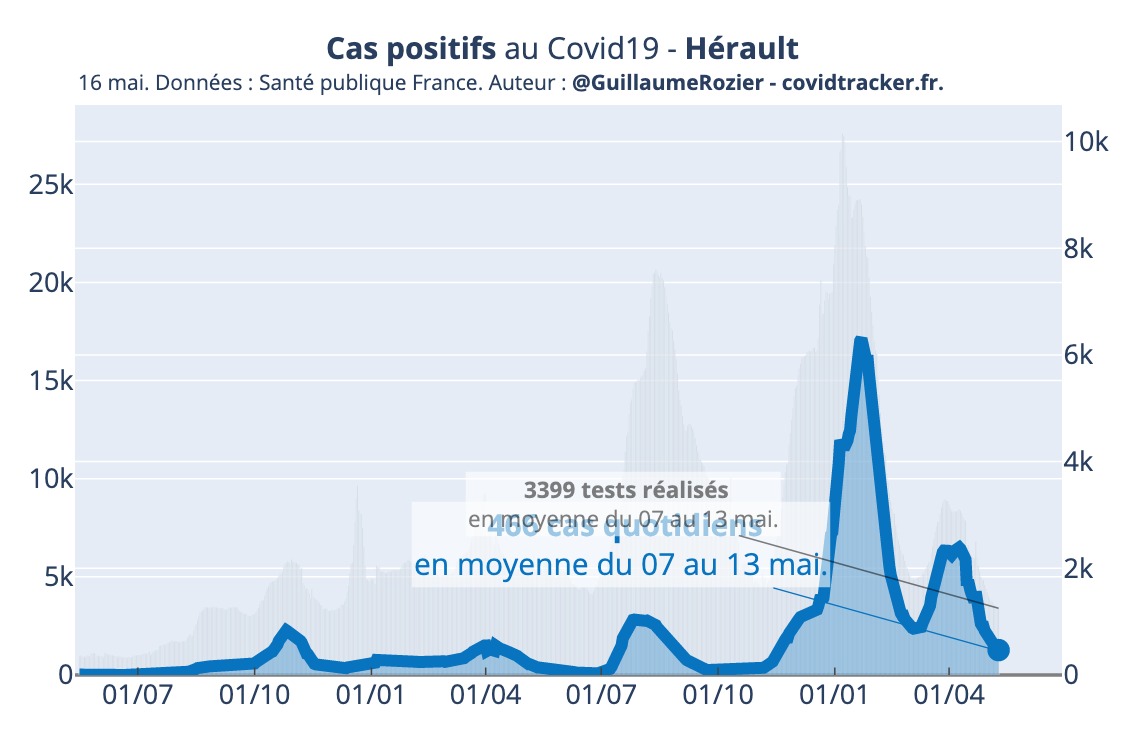 Cas positifs au Covid19 - Hérault
16 mai. Données : Santé publique France. Auteur : @GuillaumeRozier - covidtracker.fr.
10k
25k
8k
20k
6k
15k
4k
10k
3399 tests réalisés
en moyenne du 07 au 13 mai.
466 cas quotidiens
en moyenne du 07 au 13 mai.
5k
2k
0
0
01/07 01/10 01/01 01/04 01/07 01/10 01/01 01/04